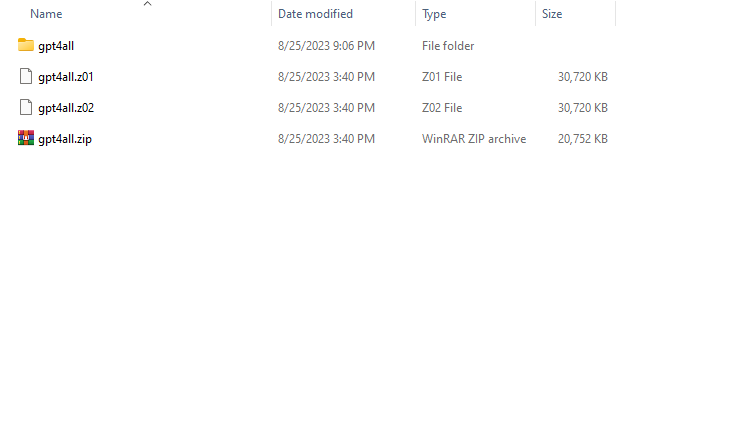 Name Date modified Type Size
gpt4all 8/25/2023 9:06 PM File folder
gpt4all.z01 8/25/2023 3:40 PM Z01 File 30,720 KB
gpt4all.z02 8/25/2023 3:40 PM Z02 File 30,720 KB
gpt4all.zip 8/25/2023 3:40 PM WinRAR ZIP archive 20,752 KB